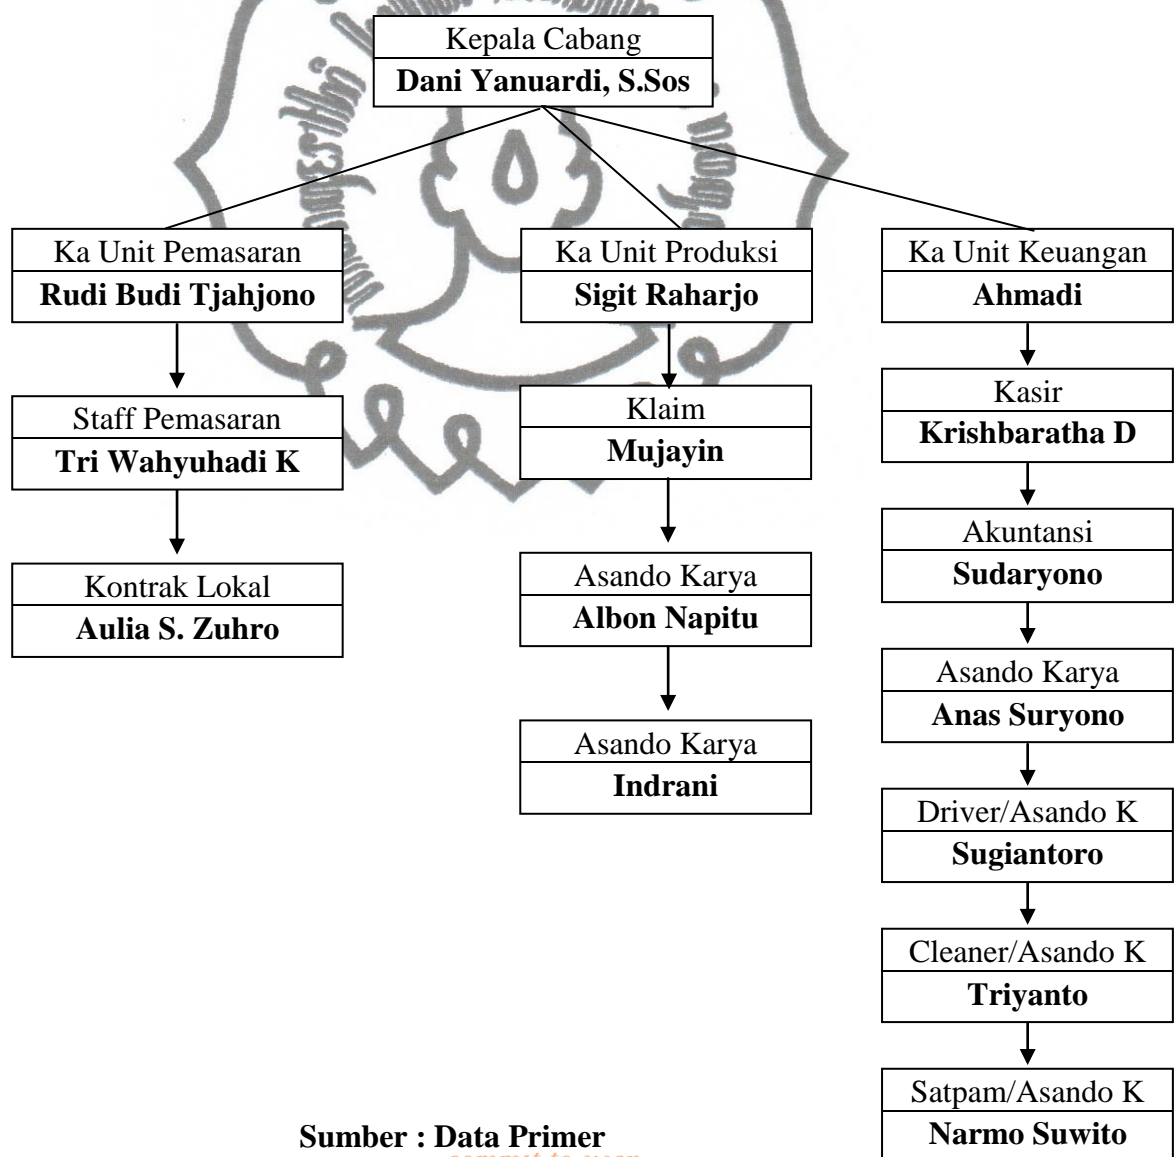 Kepala Cabang
Dani Yanuardi, S.Sos
Ka Unit Pemasaran
Rudi Budi Tjahjono
Staff Pemasaran
Tri Wahyuhadi K
Kontrak Lokal
Aulia S. Zuhro
Ka Unit Produksi
Sigit Raharjo
Klaim
Mujayin
Asando Karya
Albon Napitu
Asando Karya
Indrani
Ka Unit Keuangan
Ahmadi
Kasir
Krishbaratha D
Akuntansi
Sudaryono
Asando Karya
Anas Suryono
Driver/Asando K
Sugiantoro
Cleaner/Asando K
Triyanto
Satpam/Asando K
Narmo Suwito
Sumber : Data Primer
commit to user